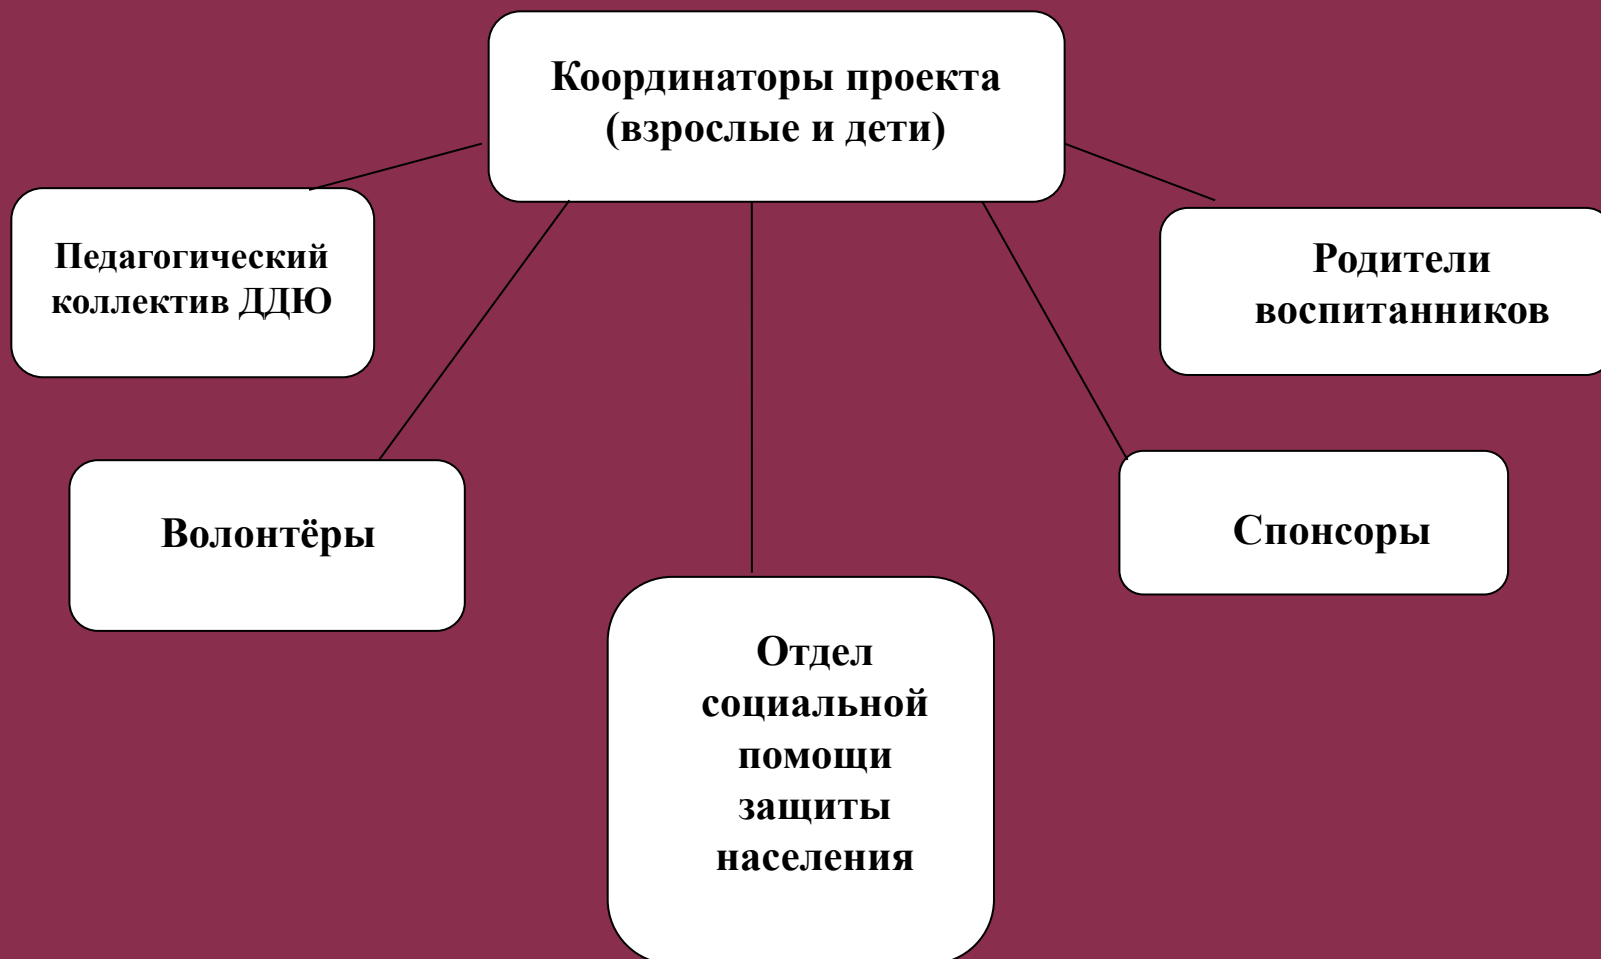 Координаторы проекта
(взрослые и дети)
Педагогический
коллектив ДДЮ
Родители
воспитанников
Волонтёры
Спонсоры
Отдел
социальной
помощи
защиты
населения